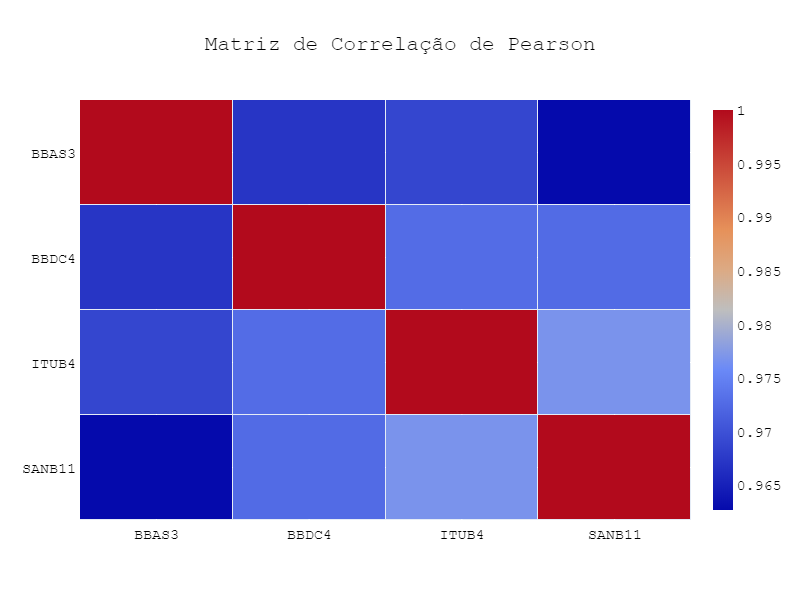 Matriz de Correlação de Pearson
1
BBAS3
0.995
0.99
BBDC4
0.985
0.98
ITUB4
0.975
0.97
SANB11
0.965
BBAS3 BBDC4 ITUB4 SANB11